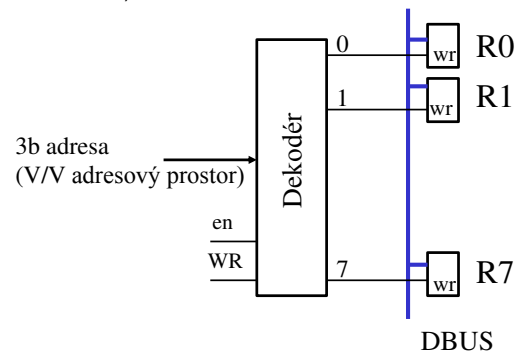 0
wr R0
1
wr R1
3b adresa
(V/V adresový prostor)
Dekodér
en
WR
7
wr R7
DBUS